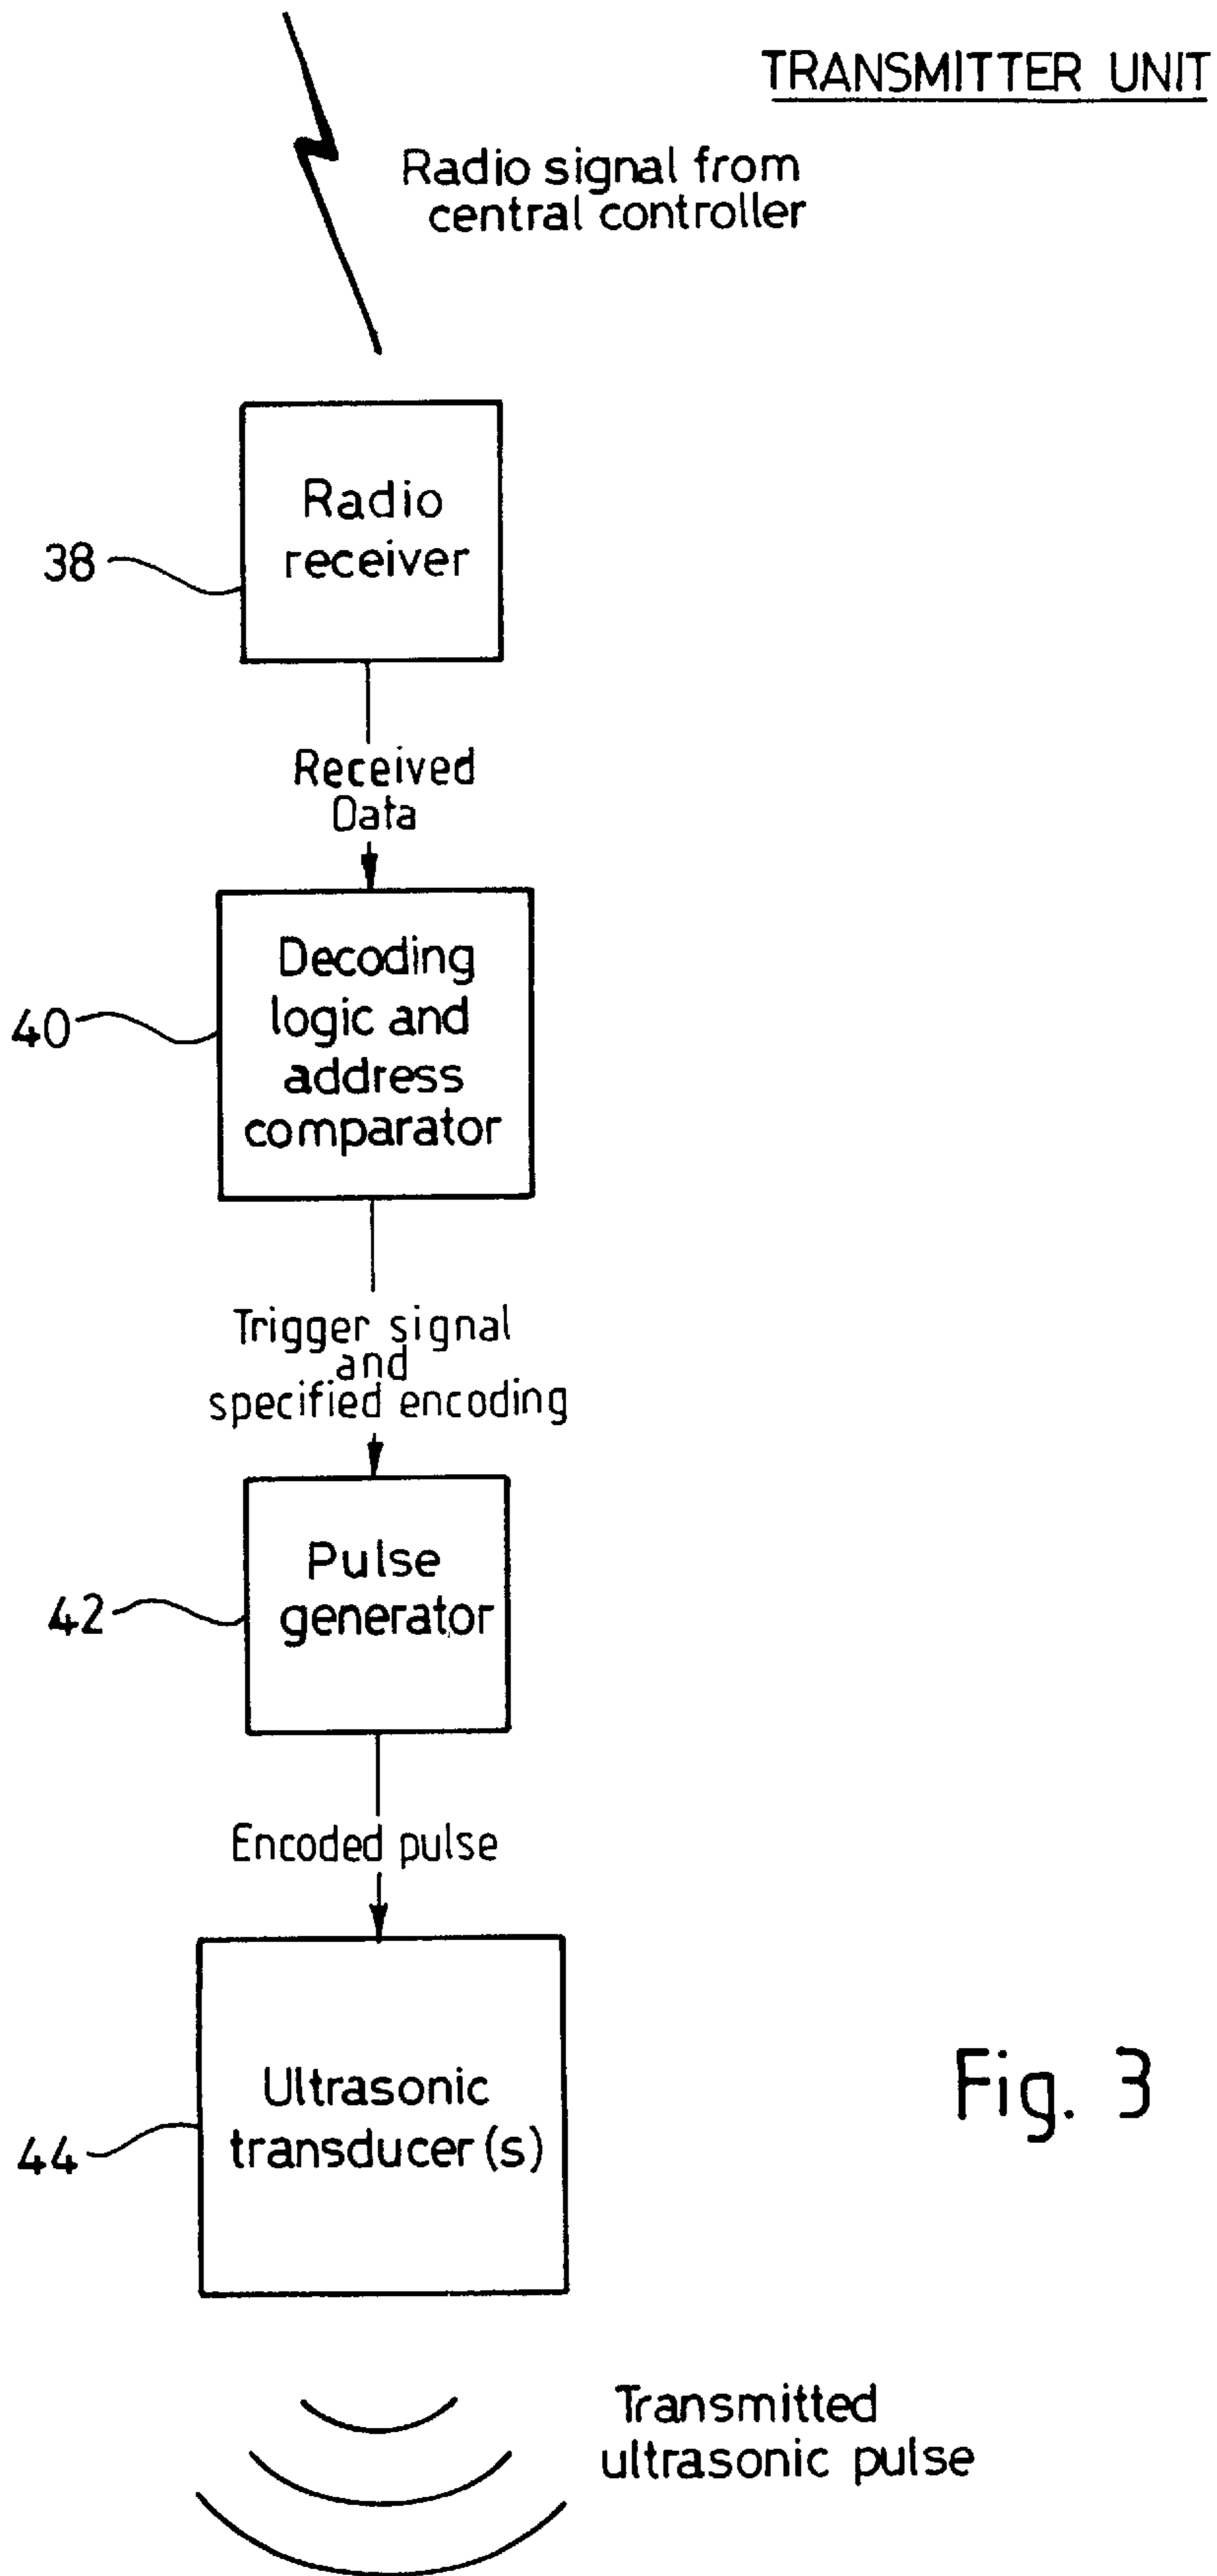 TRANSMITTER UNIT
Radio signal from
central controller
Radio
receiver
38
Received
Data
Decoding
logic and
address
comparator
40
Trigger signal
and
specified encoding
Pulse
generator
42
Encoded pulse
Ultrasonic
transducer(s)
44
Fig. 3
Transmitted
ultrasonic pulse